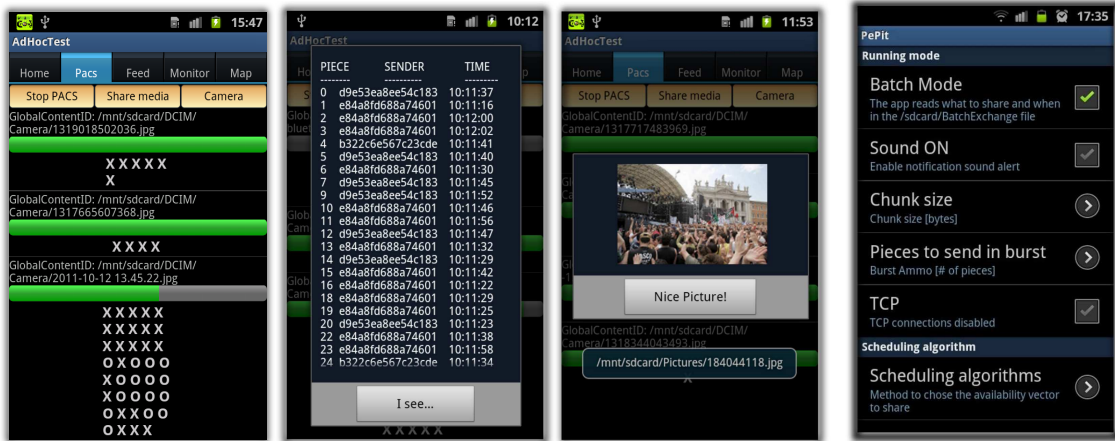 15:47
AdHocTest
Home Pacs Feed Monitor Map
Stop PACS Share media Camera
GlobalContentID: /mnt/sdcard/DCIM/
Camera/1319018502036.jpg
X X X X X
X
GlobalContentID: /mnt/sdcard/DCIM/
Camera/1317665607368.jpg
X X X X
GlobalContentID: /mnt/sdcard/DCIM/
Camera/2011-10-12 13.45.22.jpg
X X X X X
X X X X X
X X X X X
O X O O O
X O O O O
X O O O O
O X X O O
O X X X
10:12
AdHocTest
PIECE SENDER TIME
-------- ---------- ---------
0 d9e53ea8ee54c183 10:11:37
1 e84a8fd688a74601 10:11:16
2 e84a8fd688a74601 10:12:00
3 e84a8fd688a74601 10:12:02
4 b322c6e567c23cde 10:11:41
5 d9e53ea8ee54c183 10:11:40
6 e84a8fd688a74601 10:11:30
7 d9e53ea8ee54c183 10:11:45
9 d9e53ea8ee54c183 10:11:52
10 e84a8fd688a74601 10:11:46
11 e84a8fd688a74601 10:11:56
12 d9e53ea8ee54c183 10:11:47
13 e84a8fd688a74601 10:11:32
14 d9e53ea8ee54c183 10:11:29
15 e84a8fd688a74601 10:11:42
16 e84a8fd688a74601 10:11:22
18 e84a8fd688a74601 10:11:29
19 e84a8fd688a74601 10:11:25
20 d9e53ea8ee54c183 10:11:23
22 e84a8fd688a74601 10:11:38
23 e84a8fd688a74601 10:11:58
24 b322c6e567c23cde 10:11:34
I see...
X X X X X
11:53
AdHocTest
Home Pacs Feed Monitor Map
Stop PACS Share media Camera
GlobalContentID: /mnt/sdcard/DCIM/
Camera/1317717483969.jpg
Nice Picture!
GlobalContentID: /mnt/sdcard/DCIM/
Camera/1318344043493.jpg
/mnt/sdcard/Pictures/184044118.jpg
17:35
PePit
Running mode
Batch Mode
The app reads what to share and when
in the /sdcard/BatchExchange file
Sound ON
Enable notification sound alert
Chunk size
Chunk size [bytes]
Pieces to send in burst
Burst Ammo [# of pieces]
TCP
TCP connections disabled
Scheduling algorithm
Scheduling algorithms
Method to chose the availability vector
to share